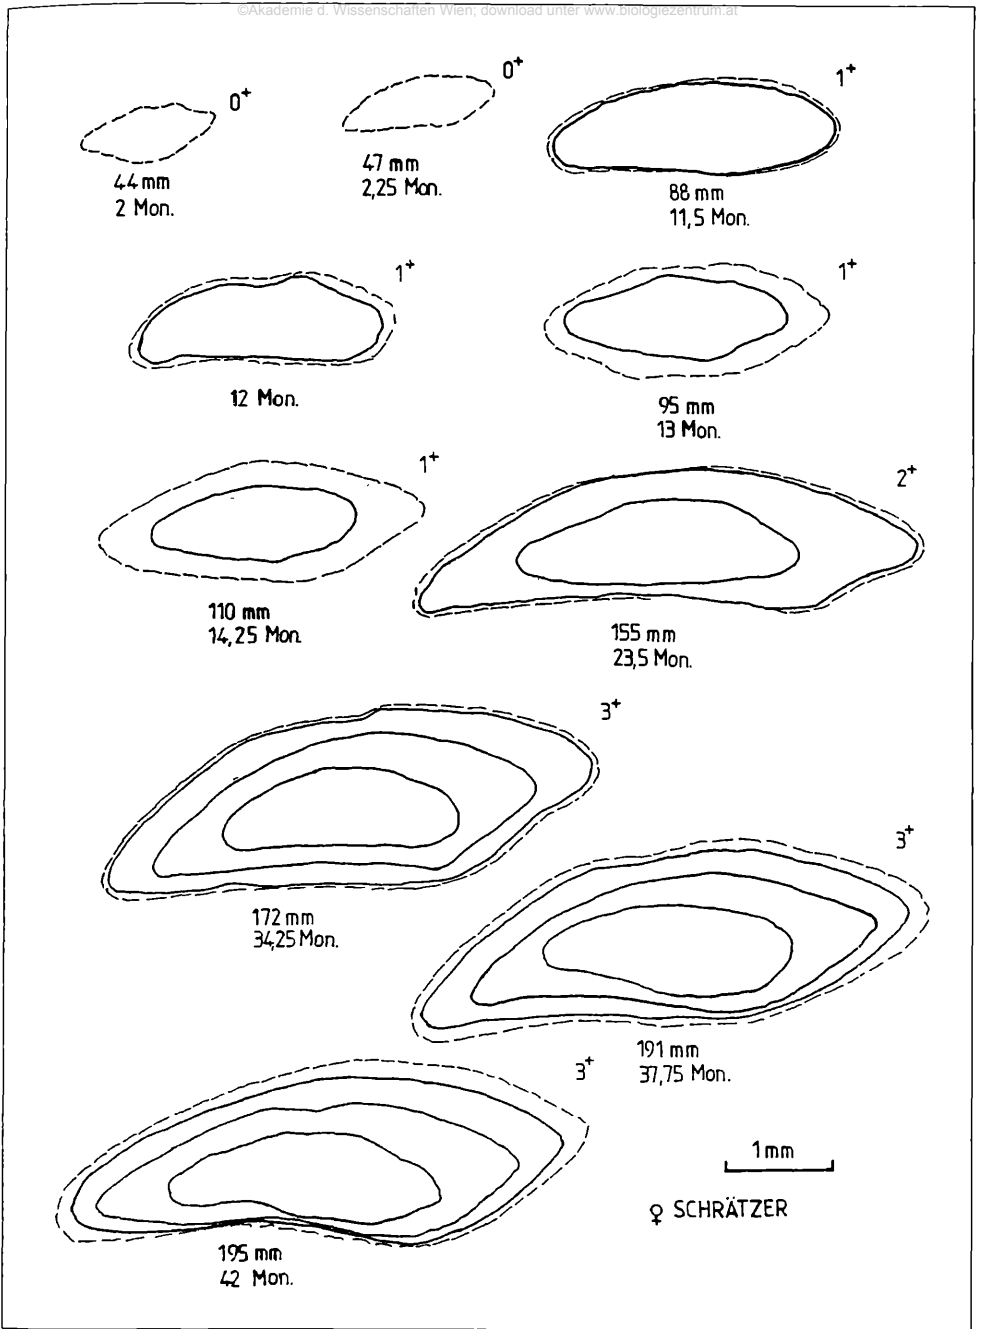 ©Akademie d. Wissenschaften Wien; download unter www.biologiezentrum.at
0+
44 mm
2 Mon.
0+
47 mm
2,25 Mon.
1+
88 mm
11,5 Mon.
1+
12 Mon.
1+
95 mm
13 Mon.
1+
110 mm
14,25 Mon
2+
155 mm
23,5 Mon.
3+
172 mm
34,25 Mon.
3+
191 mm
37,75 Mon.
3+
195 mm
42 Mon.
1 mm
♀ SCHRÄTZER